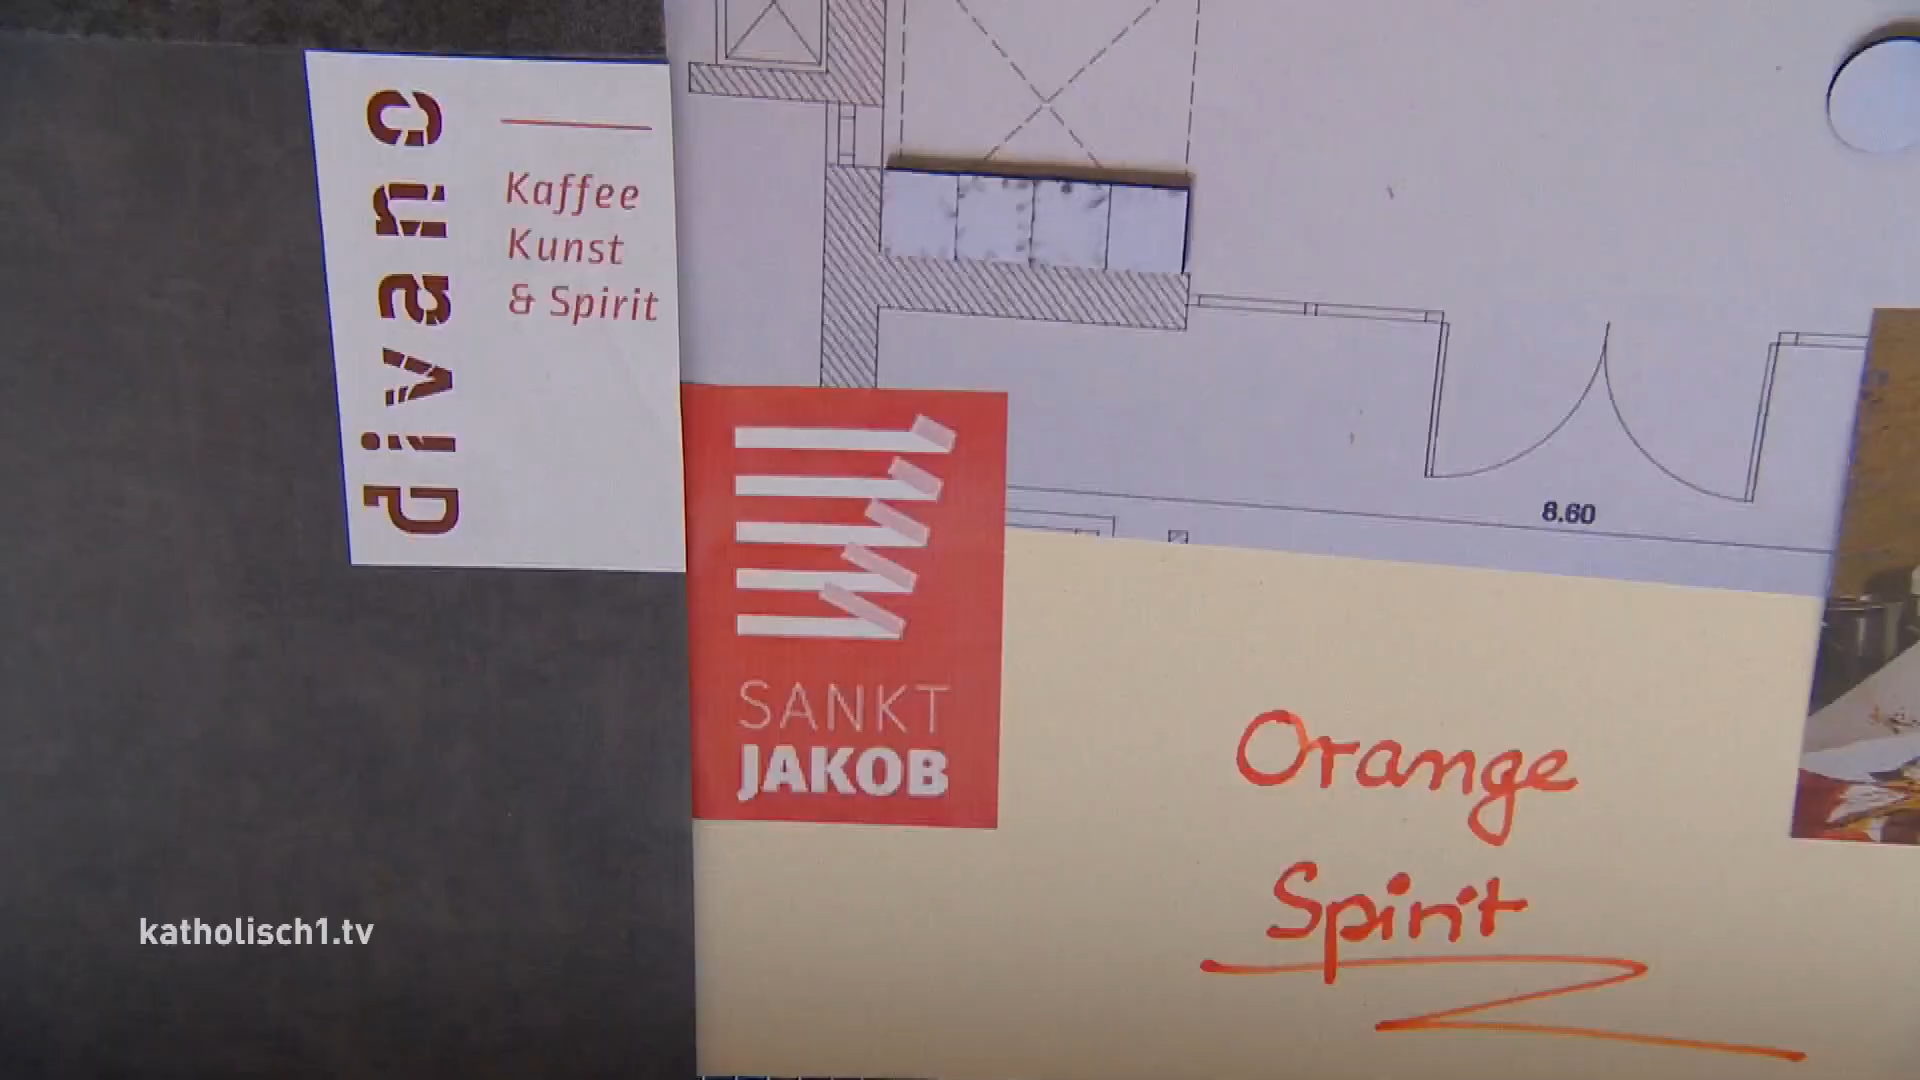 divano
Kaffee
Kunst
& Spirit
8.60
SANKT
JAKOB
Orange
Spirit
katholisch1.tv